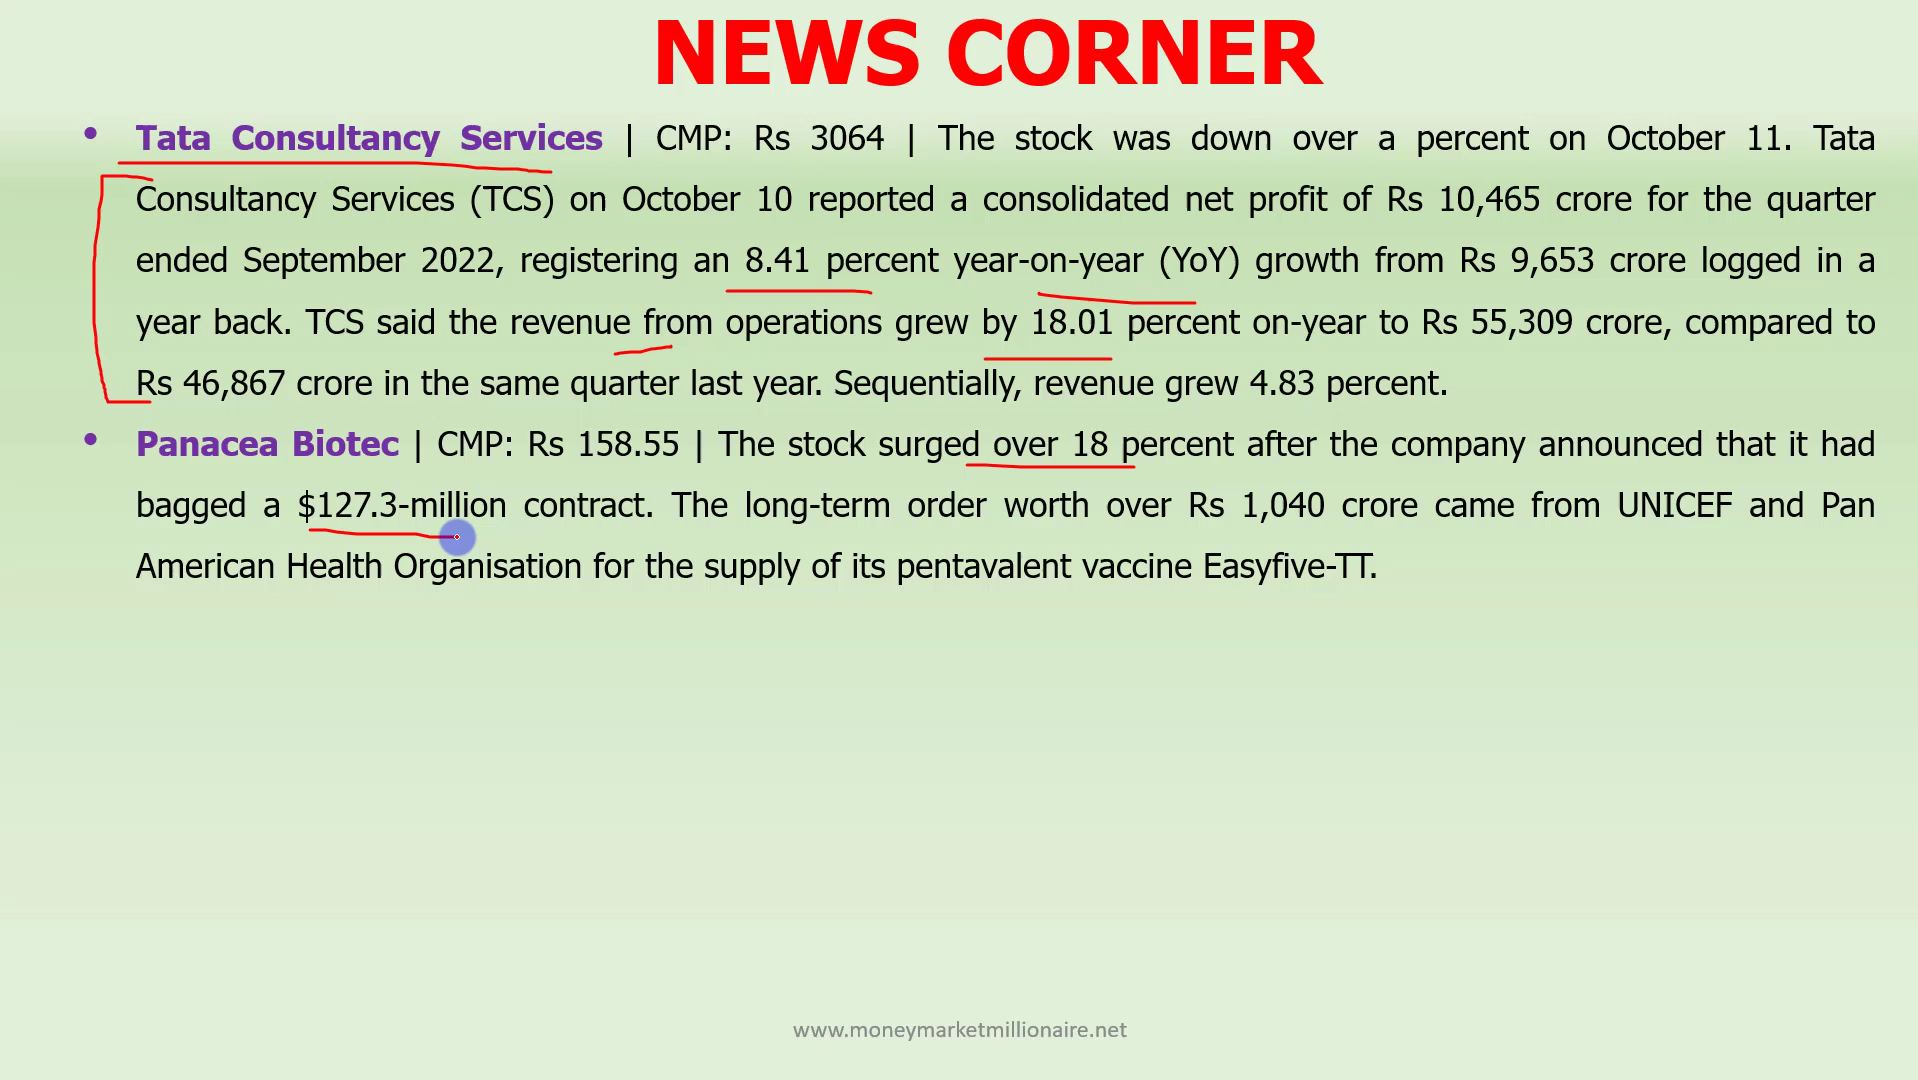 NEWS CORNER
• Tata Consultancy Services | CMP: Rs 3064 | The stock was down over a percent on October 11. Tata
Consultancy Services (TCS) on October 10 reported a consolidated net profit of Rs 10,465 crore for the quarter
ended September 2022, registering an 8.41 percent year-on-year (YoY) growth from Rs 9,653 crore logged in a
year back. TCS said the revenue from operations grew by 18.01 percent on-year to Rs 55,309 crore, compared to
Rs 46,867 crore in the same quarter last year. Sequentially, revenue grew 4.83 percent.
• Panacea Biotec | CMP: Rs 158.55 | The stock surged over 18 percent after the company announced that it had
bagged a $127.3-million contract. The long-term order worth over Rs 1,040 crore came from UNICEF and Pan
American Health Organisation for the supply of its pentavalent vaccine Easyfive-TT.
www.moneymarketmillionaire.net